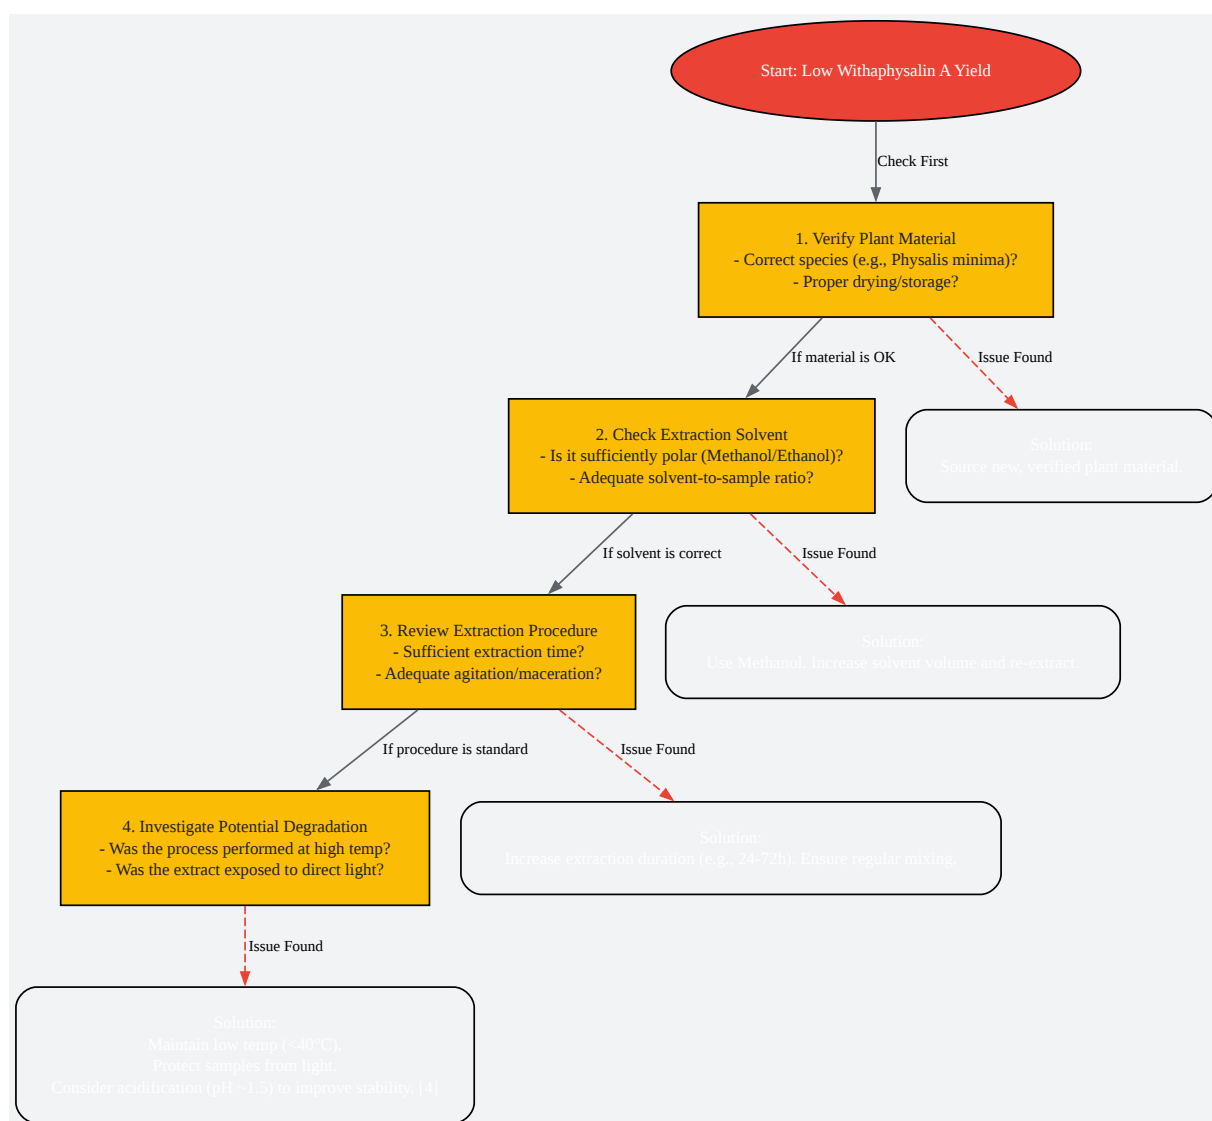 Start: Low Withaphysalin A Yield
Check First
1. Verify Plant Material
- Correct species (e.g., Physalis minima)?
- Proper drying/storage?
If material is OK
Issue Found
2. Check Extraction Solvent
- Is it sufficiently polar (Methanol/Ethanol)?
- Adequate solvent-to-sample ratio?
Solution:
Source new, verified plant material.
If solvent is correct
Issue Found
3. Review Extraction Procedure
- Sufficient extraction time?
- Adequate agitation/maceration?
Solution:
Use Methanol. Increase solvent volume and re-extract.
If procedure is standard
Issue Found
4. Investigate Potential Degradation
- Was the process performed at high temp?
- Was the extract exposed to direct light?
Solution:
Increase extraction duration (e.g., 24-72h). Ensure regular mixing.
Issue Found
Solution:
Maintain low temp (<40°C).
Protect samples from light.
Consider acidification (pH ~1.5) to improve stability. [4]